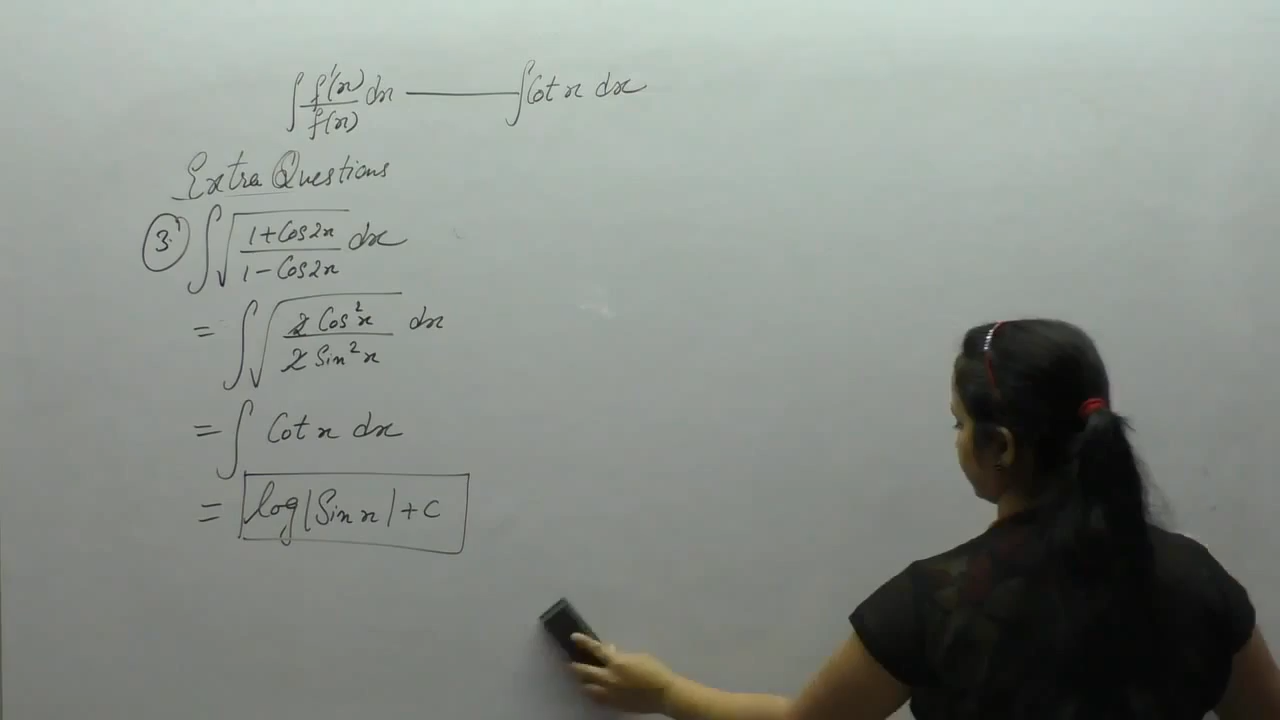 ∫ f'(x)/f(x) dx —— ∫Cot x dx
Extra Questions
3. ∫ √((1+Cos2x)/(1-Cos2x)) dx
= ∫ √((2 Cos²x)/(2 Sin²x)) dx
= ∫ Cot x dx
= log|Sin x| + c